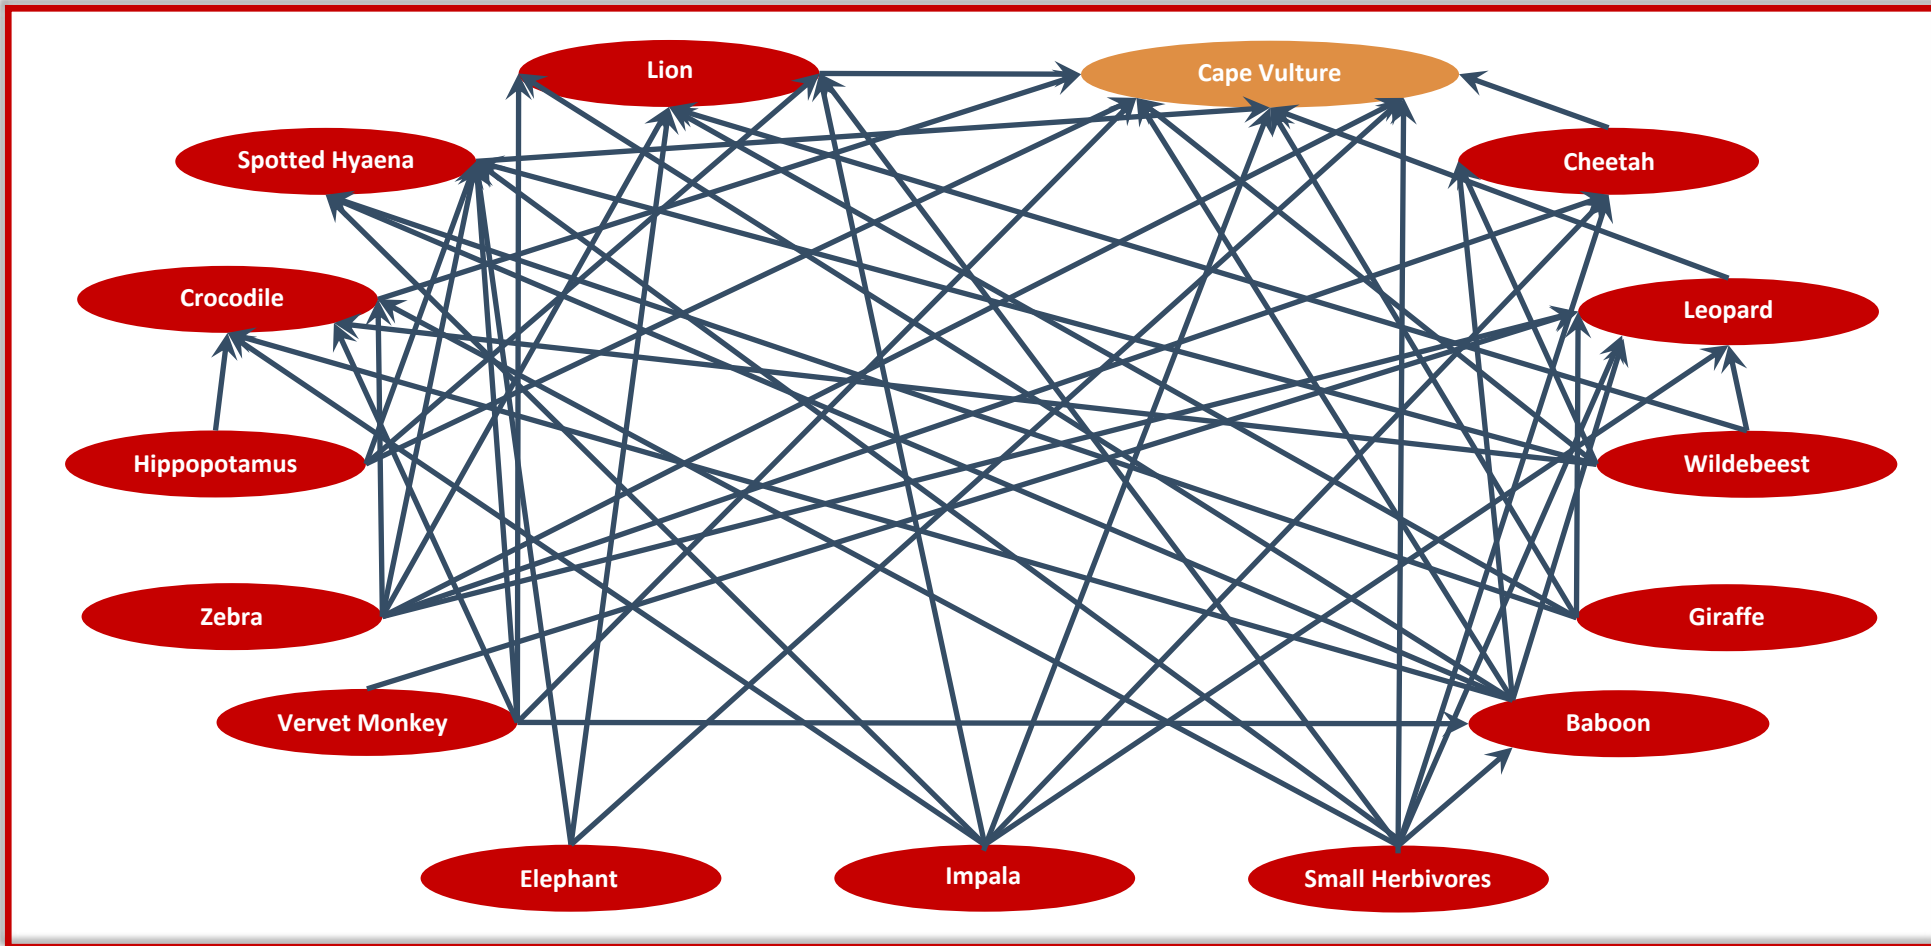 Lion
Cape Vulture
Spotted Hyaena
Cheetah
Crocodile
Leopard
Hippopotamus
Wildebeest
Zebra
Giraffe
Vervet Monkey
Baboon
Elephant
Impala
Small Herbivores